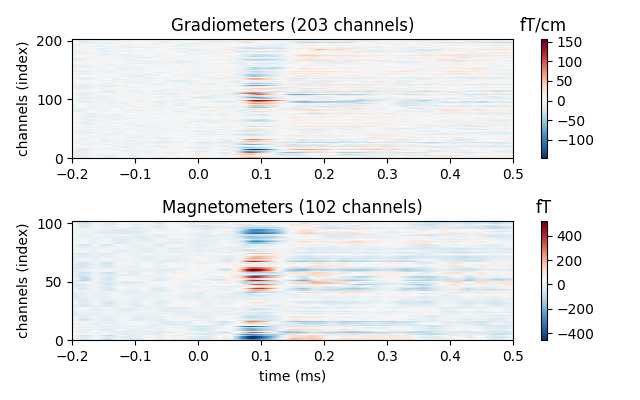 Gradiometers (203 channels)
fT/cm
channels (index)
200
100
0
−0.2 −0.1 0.0 0.1 0.2 0.3 0.4 0.5
150
100
50
0
−50
−100
Magnetometers (102 channels)
fT
channels (index)
100
50
0
−0.2 −0.1 0.0 0.1 0.2 0.3 0.4 0.5
time (ms)
400
200
0
−200
−400